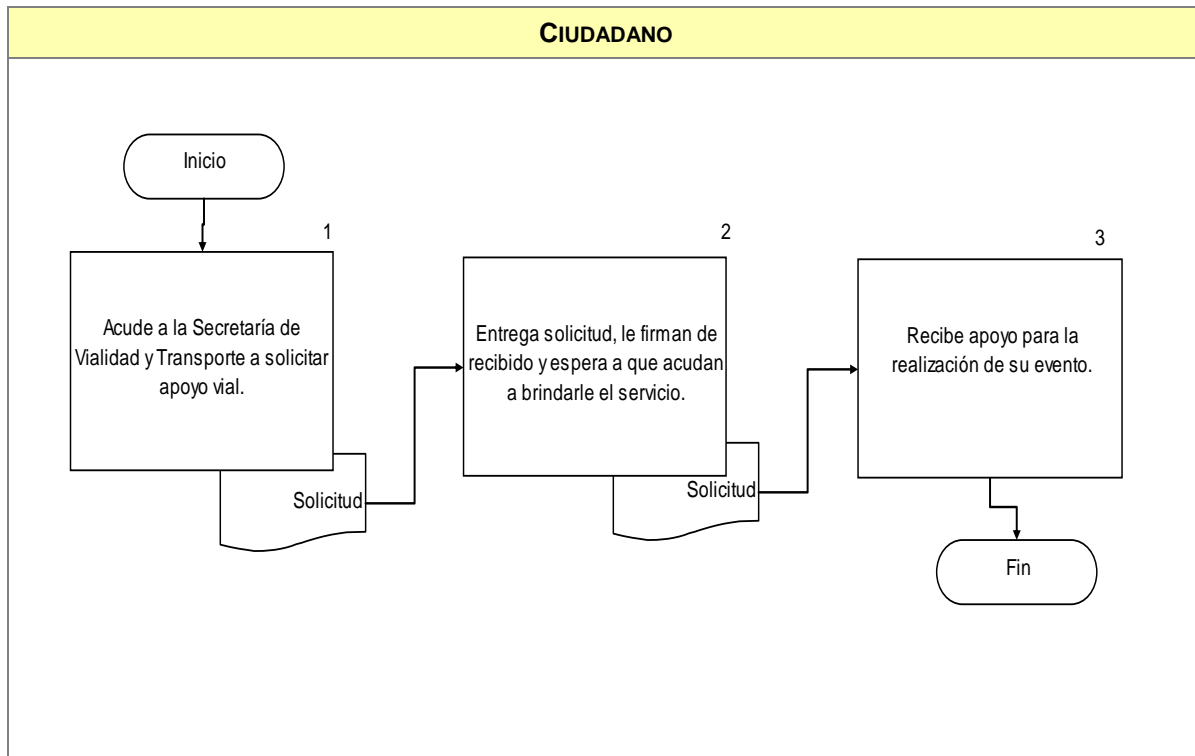 CIUDADANO
Inicio
1
Acude a la Secretaría de
Vialidad y Transporte a solicitar
apoyo vial.
Solicitud
2
Entrega solicitud, le firman de
recibido y espera a que acudan
a brindarle el servicio.
Solicitud
3
Recibe apoyo para la
realización de su evento.
Fin